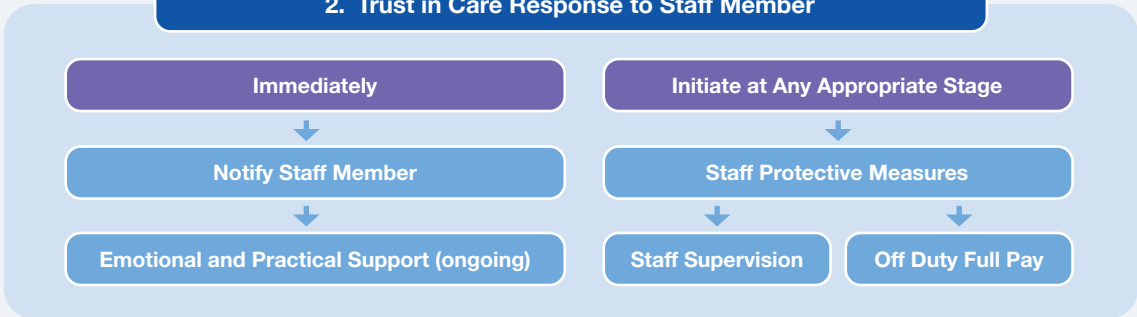 2. Trust in Care Response to Staff Member
Immediately
Initiate at Any Appropriate Stage
Notify Staff Member
Staff Protective Measures
Emotional and Practical Support (ongoing)
Staff Supervision
Off Duty Full Pay